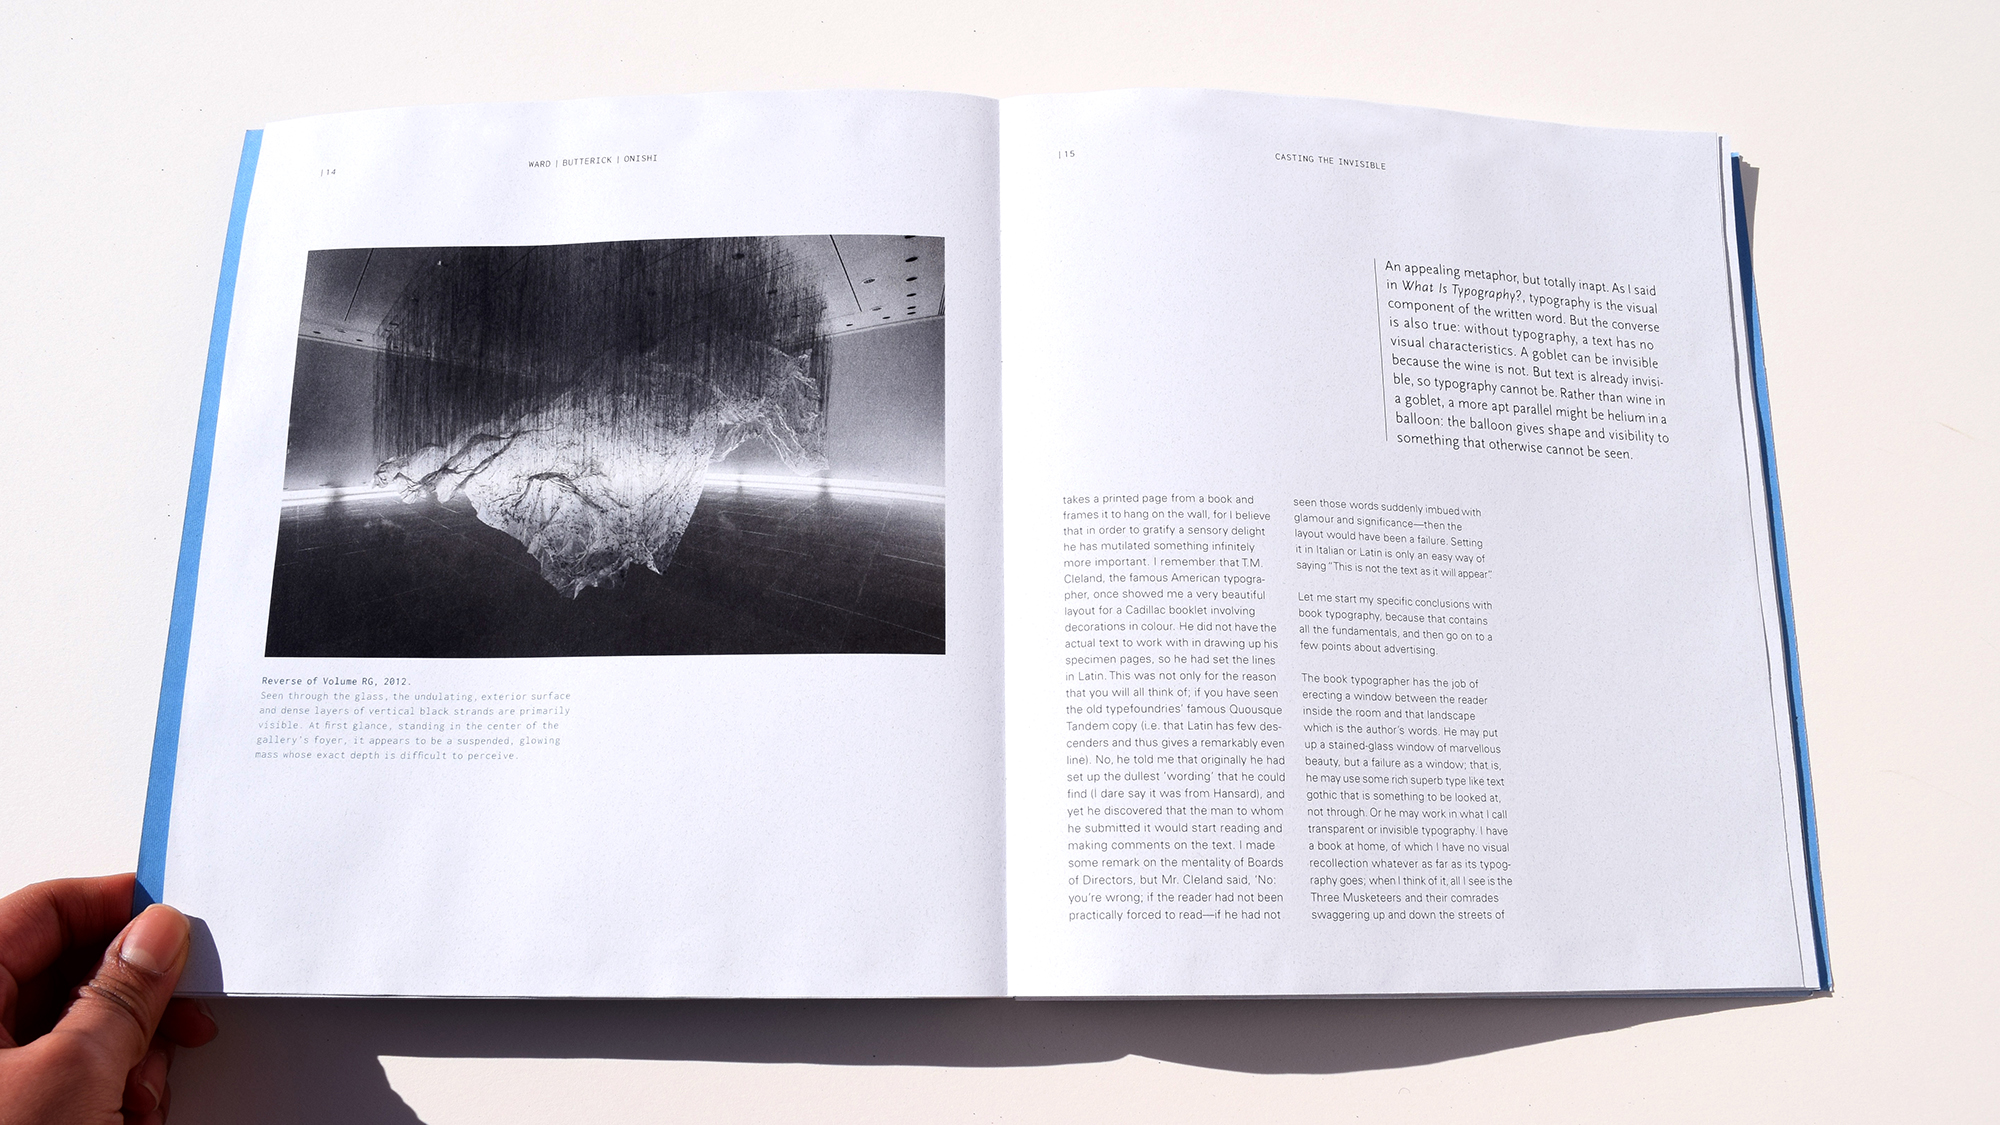 |14
WARD | BUTTERICK | ONISHI
Reverse of Volume RG, 2012.
Seen through the glass, the undulating, exterior surface
and dense layers of vertical black strands are primarily
visible. At first glance, standing in the center of the
gallery's foyer, it appears to be a suspended, glowing
mass whose exact depth is difficult to perceive.
|15
CASTING THE INVISIBLE
An appealing metaphor, but totally inapt. As I said
in What Is Typography?, typography is the visual
component of the written word. But the converse
is also true: without typography, a text has no
visual characteristics. A goblet can be invisible
because the wine is not. But text is already invisi-
ble, so typography cannot be. Rather than wine in
a goblet, a more apt parallel might be helium in a
balloon: the balloon gives shape and visibility to
something that otherwise cannot be seen.
takes a printed page from a book and
frames it to hang on the wall, for I believe
that in order to gratify a sensory delight
he has mutilated something infinitely
more important. I remember that T.M.
Cleland, the famous American typogra-
pher, once showed me a very beautiful
layout for a Cadillac booklet involving
decorations in colour. He did not have the
actual text to work with in drawing up his
specimen pages, so he had set the lines
in Latin. This was not only for the reason
that you will all think of; if you have seen
the old typefoundries' famous Quousque
Tandem copy (i.e. that Latin has few des-
cenders and thus gives a remarkably even
line). No, he told me that originally he had
set up the dullest 'wording' that he could
find (I dare say it was from Hansard), and
yet he discovered that the man to whom
he submitted it would start reading and
making comments on the text. I made
some remark on the mentality of Boards
of Directors, but Mr. Cleland said, 'No:
you're wrong; if the reader had not been
practically forced to read—if he had not
seen those words suddenly imbued with
glamour and significance—then the
layout would have been a failure. Setting
it in Italian or Latin is only an easy way of
saying "This is not the text as it will appear".
Let me start my specific conclusions with
book typography, because that contains
all the fundamentals, and then go on to a
few points about advertising.
The book typographer has the job of
erecting a window between the reader
inside the room and that landscape
which is the author's words. He may put
up a stained-glass window of marvellous
beauty, but a failure as a window; that is,
he may use some rich superb type like text
gothic that is something to be looked at,
not through. Or he may work in what I call
transparent or invisible typography. I have
a book at home, of which I have no visual
recollection whatever as far as its typog-
raphy goes; when I think of it, all I see is the
Three Musketeers and their comrades
swaggering up and down the streets of